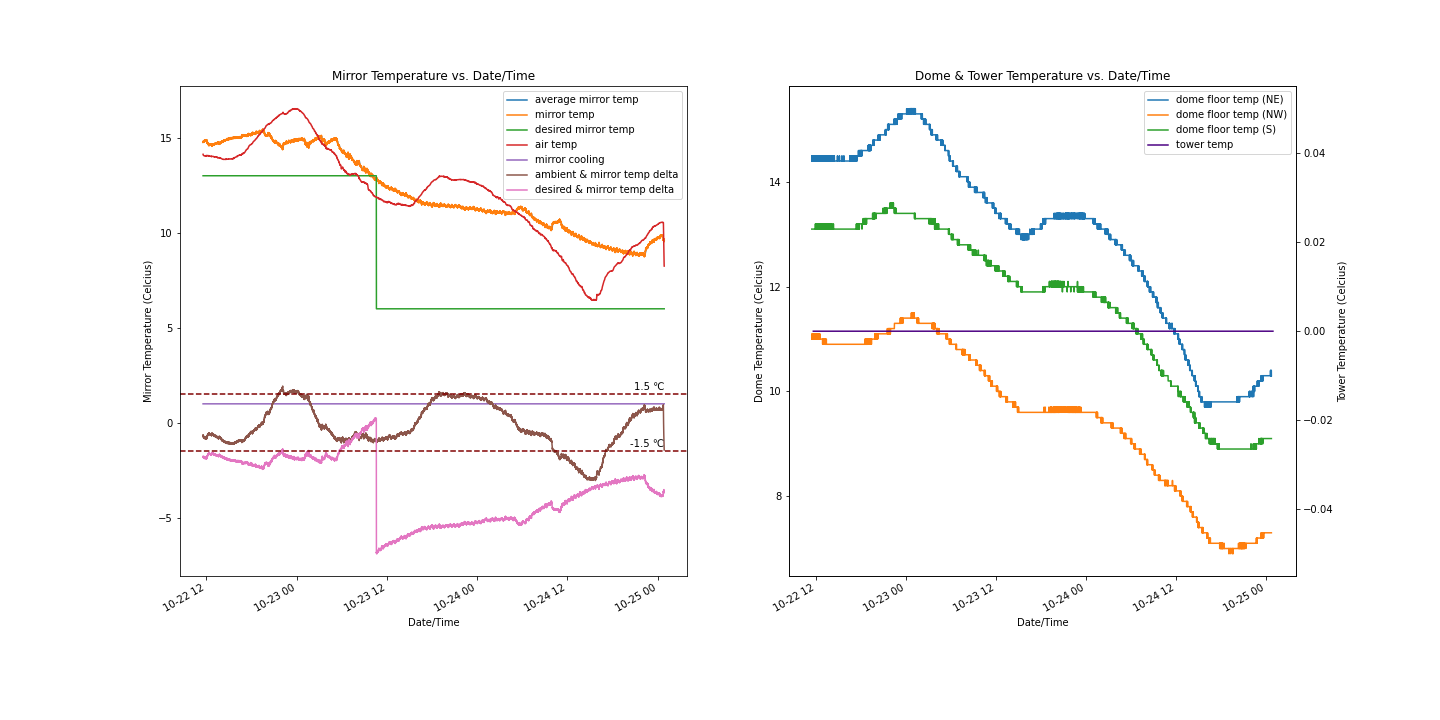 Mirror Temperature vs. Date/Time
average mirror temp
mirror temp
desired mirror temp
air temp
mirror cooling
ambient & mirror temp delta
desired & mirror temp delta
Mirror Temperature (Celcius)
15
10
5
0
−5
1.5 °C
-1.5 °C
10-22 12
10-23 00
10-23 12
10-24 00
10-24 12
10-25 00
Date/Time
Dome & Tower Temperature vs. Date/Time
dome floor temp (NE)
dome floor temp (NW)
dome floor temp (S)
tower temp
Dome Temperature (Celcius)
14
12
10
8
0.04
0.02
0.00
−0.02
−0.04
Tower Temperature (Celcius)
10-22 12
10-23 00
10-23 12
10-24 00
10-24 12
10-25 00
Date/Time